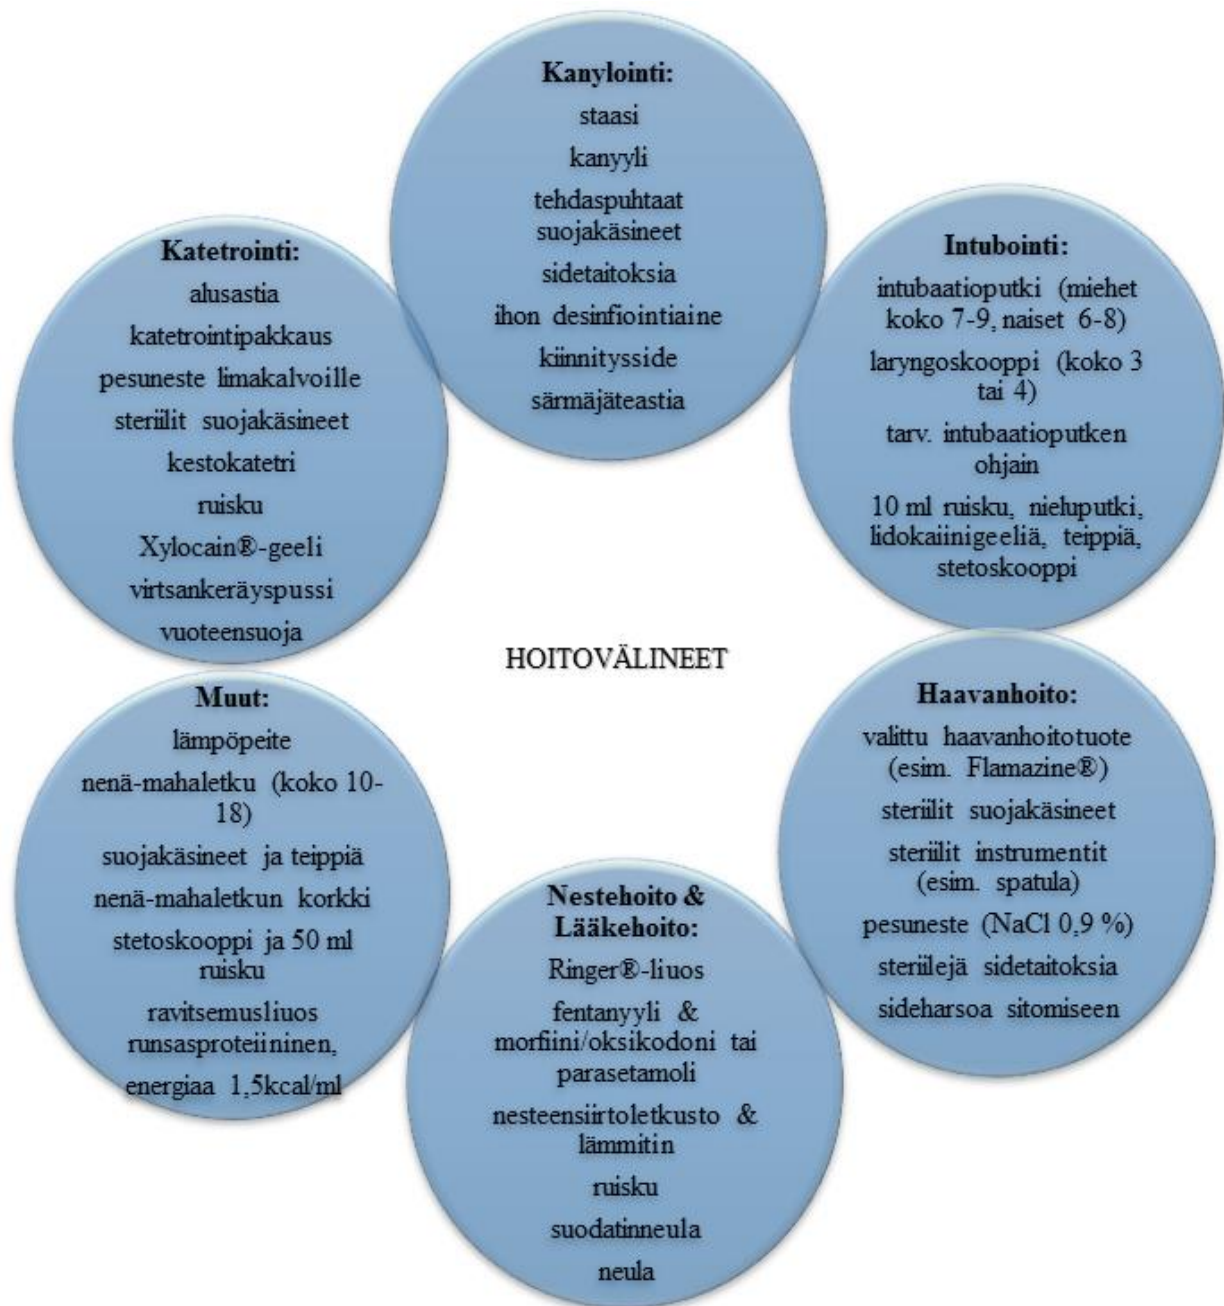 Kanylointi:
staasi
kanyyli
tehdaspuhtaat
suojakäsineet
sidetaitoksia
ihon desinfiointiaine
kiinnitysside
särmäjäteastia
Intubointi:
intubaatioputki (miehet
koko 7-9, naiset 6-8)
laryngoskooppi (koko 3
tai 4)
tarv. intubaatioputken
ohjain
10 ml ruisku, nieluputki,
lidokaiinigeeliä, teippiä,
stetoskooppi
Haavanhoito:
valittu haavanhoitotuote
(esim. Flamazine®)
steriilit suojakäsineet
steriilit instrumentit
(esim. spatula)
pesuneste (NaCl 0,9 %)
steriilejä sidetaitoksia
sideharsoa sitomiseen
Nestehoito &
Lääkehoito:
Ringer®-liuos
fentanyyli &
morfiini/oksikodoni tai
parasetamoli
nesteensiirtoletkusto &
lämmitin
ruisku
suodatinneula
neula
Muut:
lämpöpeite
nenä-mahaletku (koko 10-
18)
suojakäsineet ja teippiä
nenä-mahaletkun korkki
stetoskooppi ja 50 ml
ruisku
ravitsemusliuos
runsasproteiininen,
energiaa 1,5kcal/ml
Katetrointi:
alusastia
katetrointipakkaus
pesuneste limakalvoille
steriilit suojakäsineet
kestokatetri
ruisku
Xylocain®-geeli
virtsankeräyspussi
vuoteensuoja
HOITOVÄLINEET